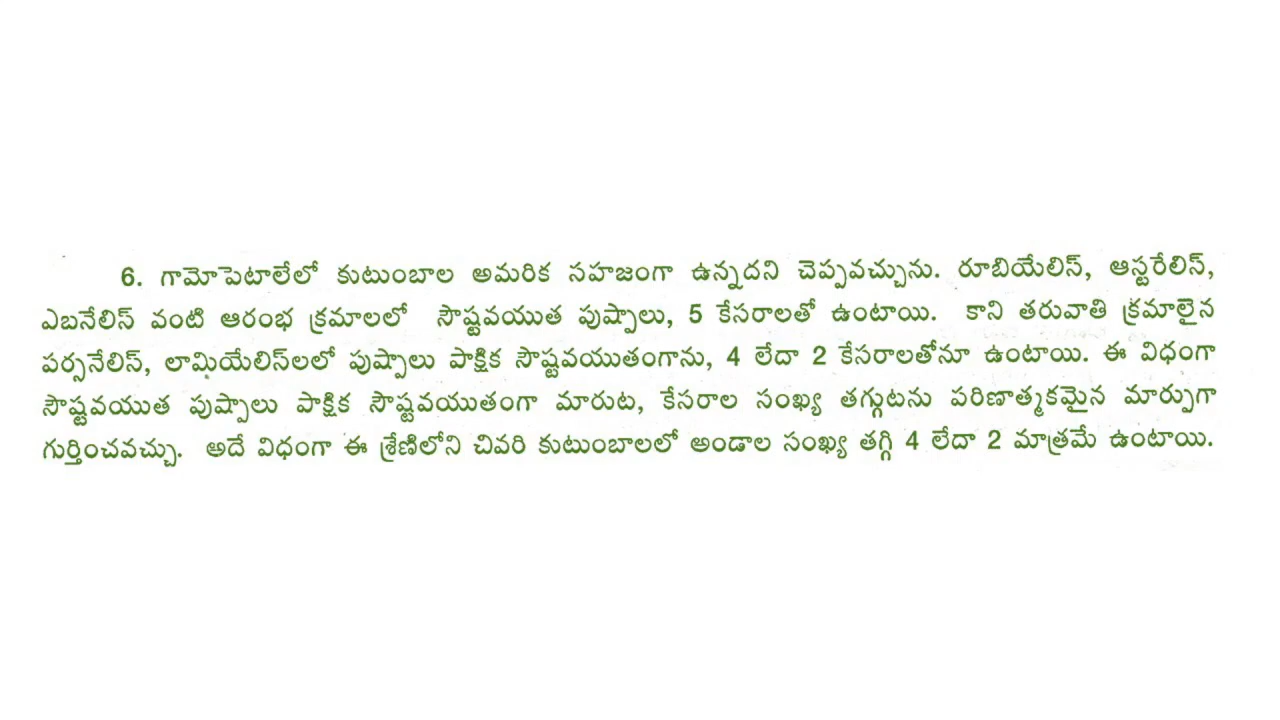 6. గామోపెటాలేలో కుటుంబాల అమరిక సహజంగా ఉన్నదని చెప్పవచ్చును. రూబియేలిస్, ఆస్టరేలిస్,
ఎబనేలిస్ వంటి ఆరంభ క్రమాలలో సౌష్టవయుత పుష్పాలు, 5 కేసరాలతో ఉంటాయి. కాని తరువాతి క్రమాలైన
పర్సనేలిస్, లామియేలిస్‌లలో పుష్పాలు పాక్షిక సౌష్టవయుతంగాను, 4 లేదా 2 కేసరాలతోనూ ఉంటాయి. ఈ విధంగా
సౌష్టవయుత పుష్పాలు పాక్షిక సౌష్టవయుతంగా మారుట, కేసరాల సంఖ్య తగ్గుటను పరిణాత్మకమైన మార్పుగా
గుర్తించవచ్చు. అదే విధంగా ఈ శ్రేణిలోని చివరి కుటుంబాలలో అండాల సంఖ్య తగ్గి 4 లేదా 2 మాత్రమే ఉంటాయి.